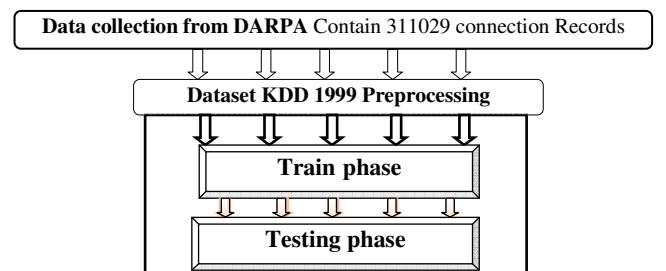 Data collection from DARPA Contain 311029 connection Records
Dataset KDD 1999 Preprocessing
Train phase
Testing phase